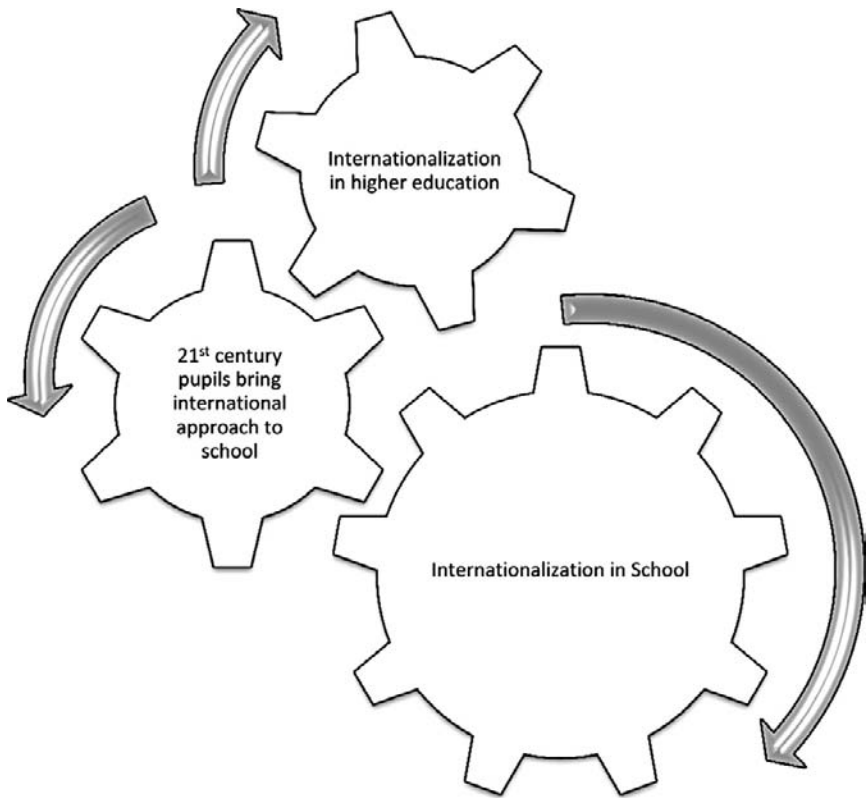 Internationalization
in higher education
21st century
pupils bring
international
approach to
school
Internationalization in School